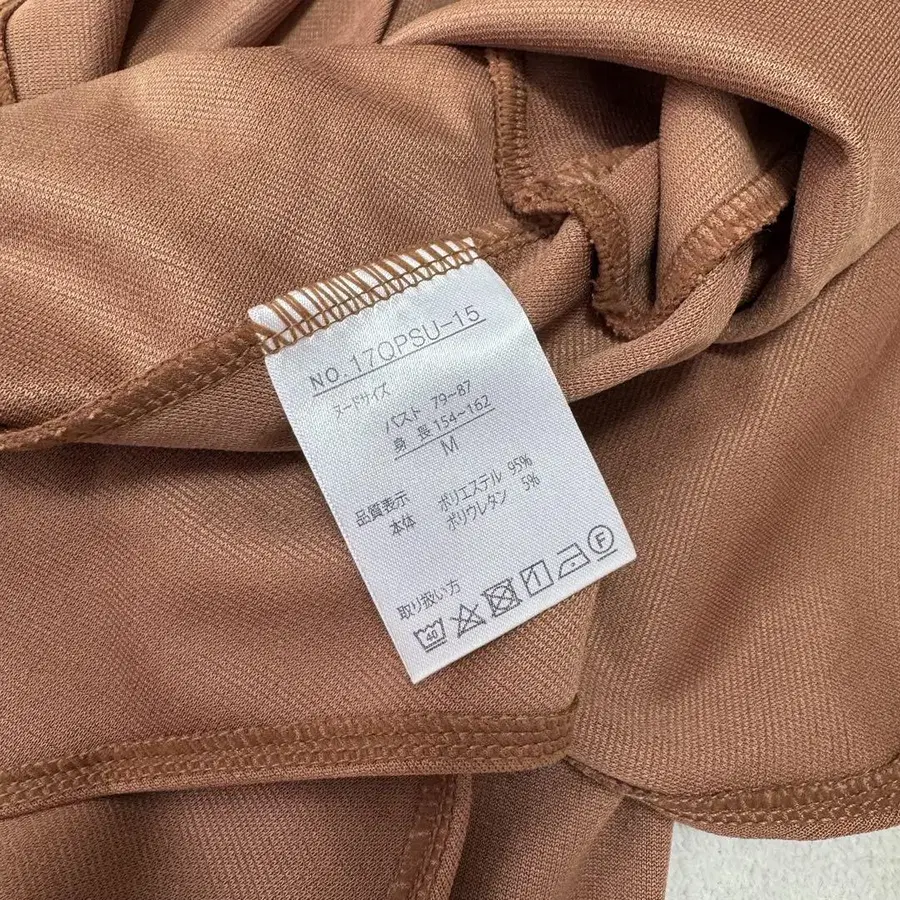 NO.17QPSU-15
ヌードサイズ
バスト 79-87
身長 154-162
M
品質表示 ポリエステル 95%
本体 ポリウレタン 5%
取り扱い方
40 F